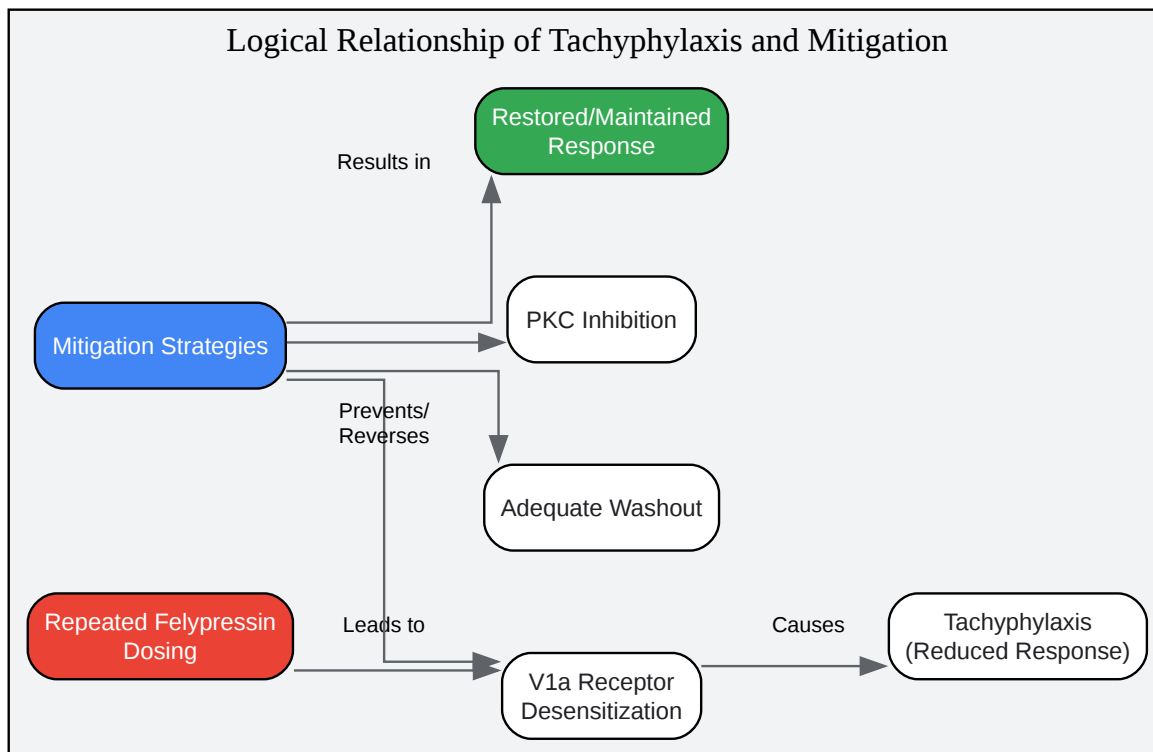 Logical Relationship of Tachyphylaxis and Mitigation
Restored/Maintained
Response
Results in
PKC Inhibition
Mitigation Strategies
Prevents/
Reverses
Adequate Washout
Repeated Felypressin
Dosing
Leads to
Causes
Tachyphylaxis
(Reduced Response)
V1a Receptor
Desensitization